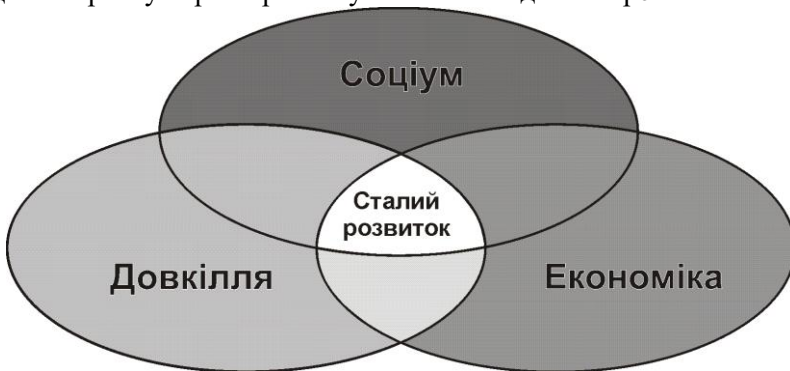 Соціум
Сталий
розвиток
Довкілля
Економіка